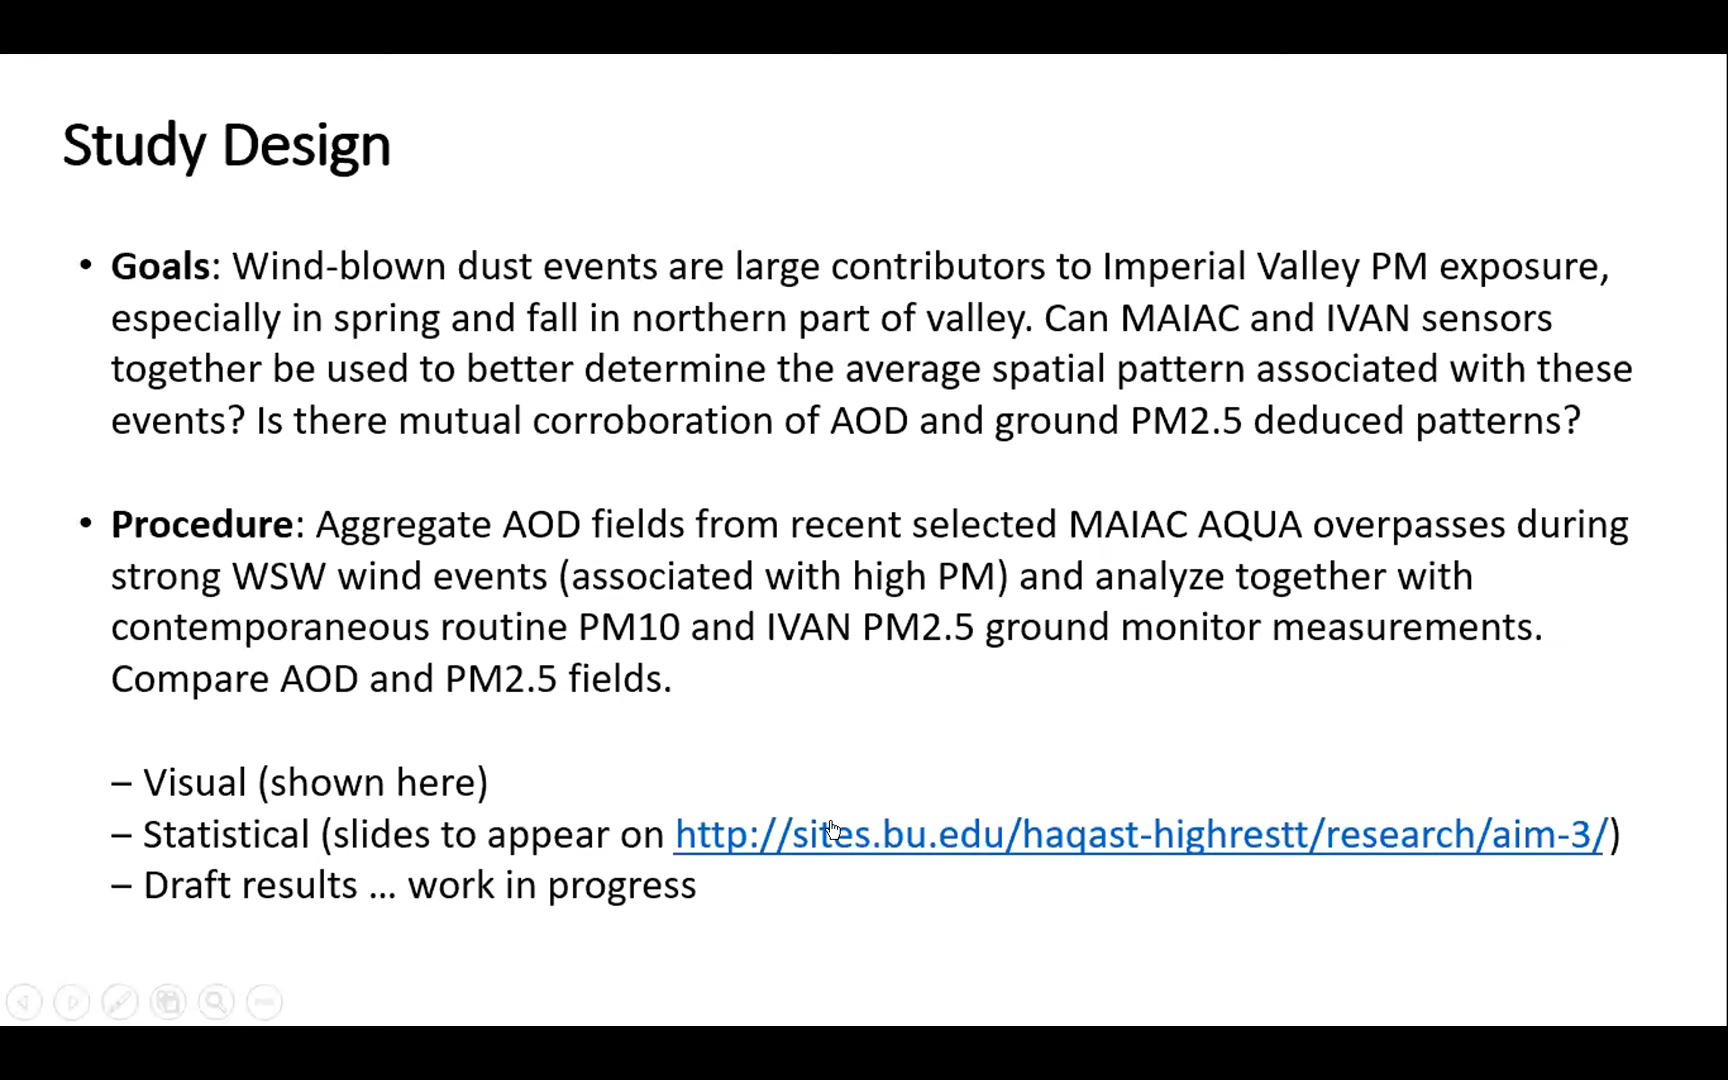 Study Design
• Goals: Wind-blown dust events are large contributors to Imperial Valley PM exposure,
especially in spring and fall in northern part of valley. Can MAIAC and IVAN sensors
together be used to better determine the average spatial pattern associated with these
events? Is there mutual corroboration of AOD and ground PM2.5 deduced patterns?
• Procedure: Aggregate AOD fields from recent selected MAIAC AQUA overpasses during
strong WSW wind events (associated with high PM) and analyze together with
contemporaneous routine PM10 and IVAN PM2.5 ground monitor measurements.
Compare AOD and PM2.5 fields.
– Visual (shown here)
– Statistical (slides to appear on http://sites.bu.edu/haqast-highrestt/research/aim-3/)
– Draft results ... work in progress